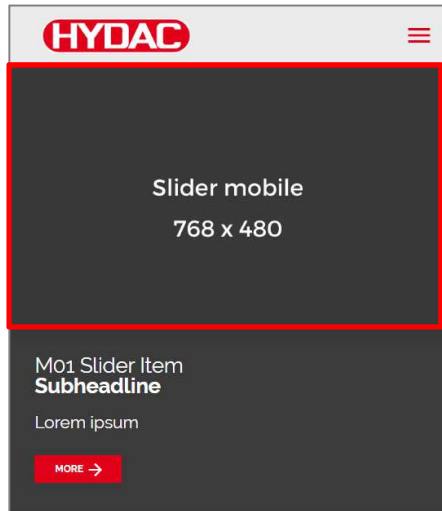 HYDAC
Slider mobile
768 x 480
M01 Slider Item
Subheadline
Lorem ipsum
MORE